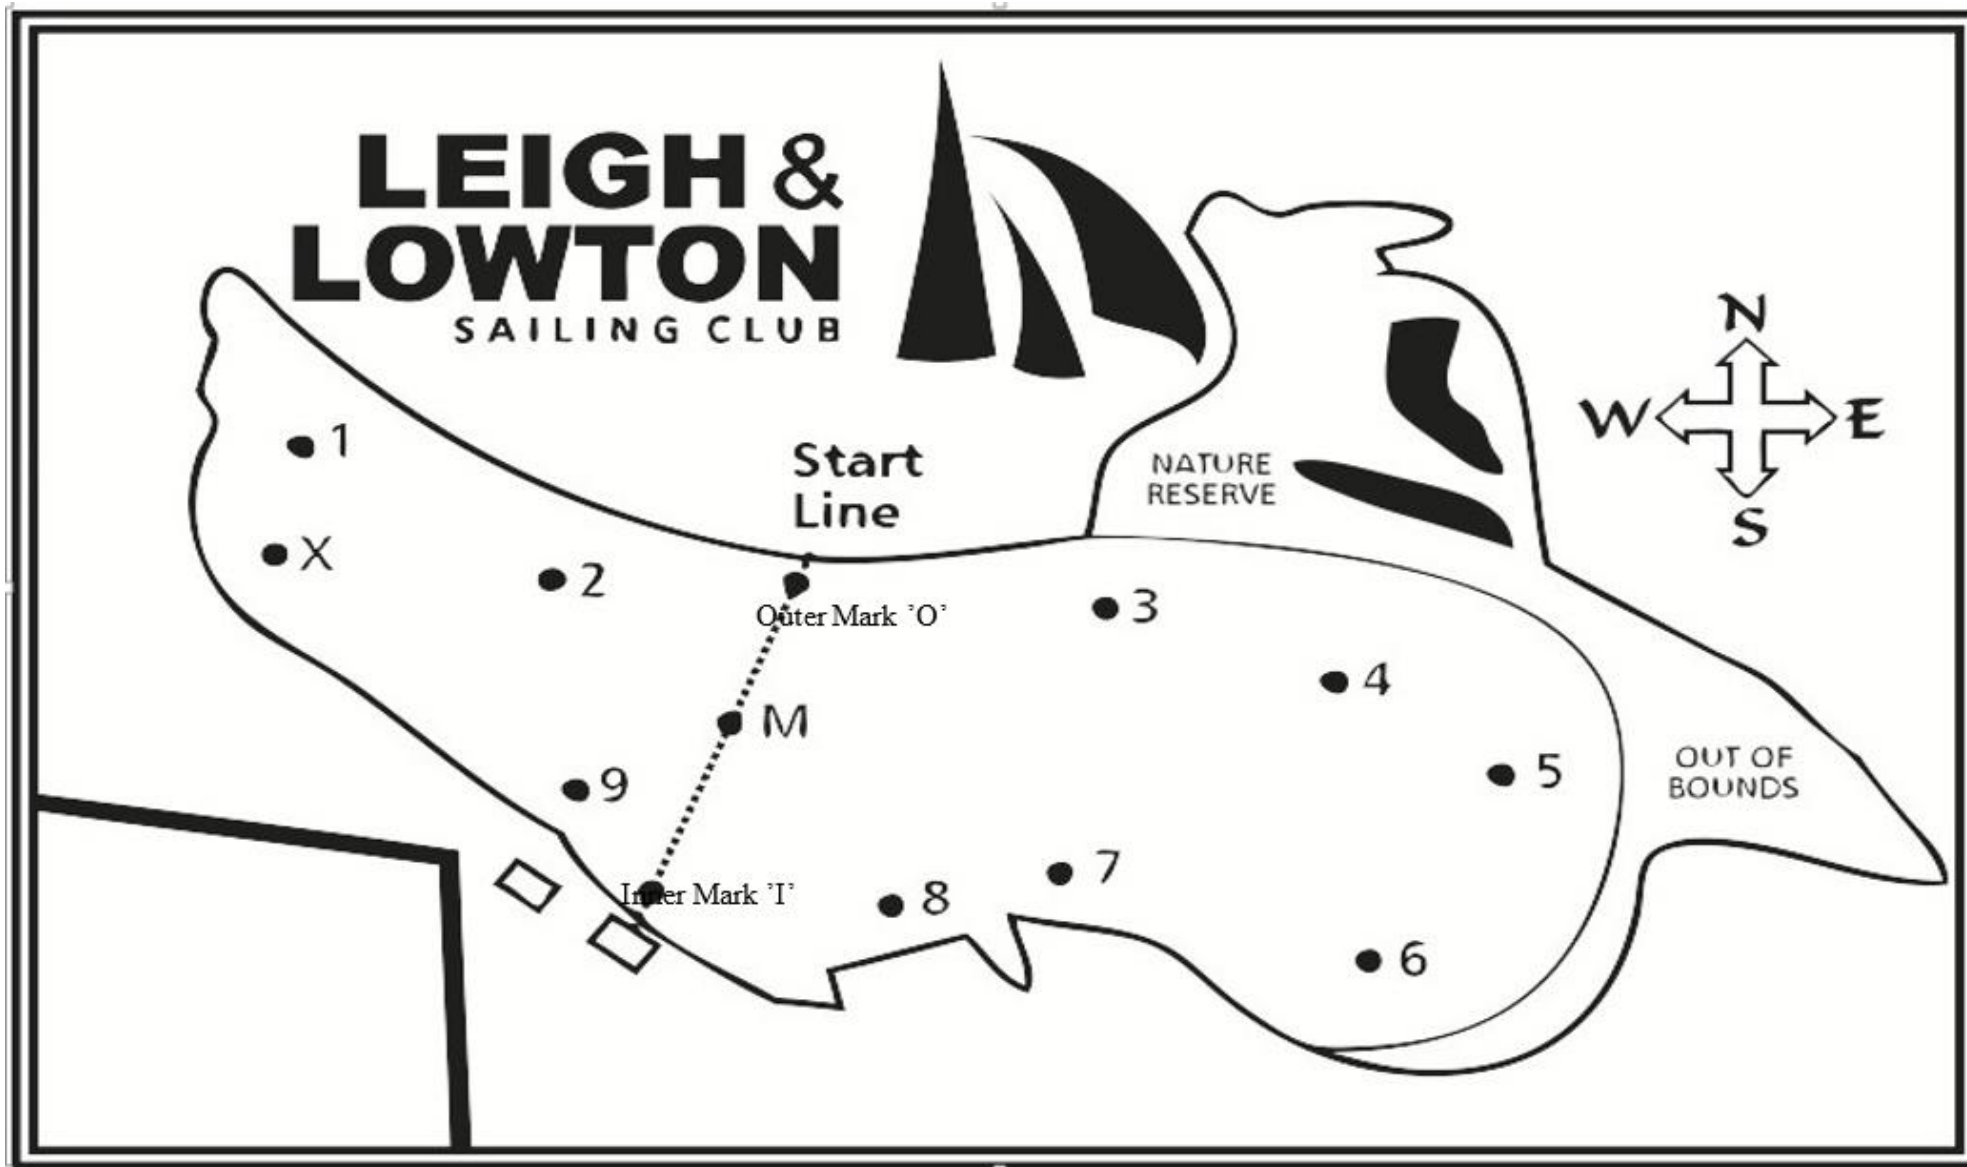 LEIGH &
LOWTON
SAILING CLUB
N
W
E
S
1
Start
Line
NATURE
RESERVE
X
2
Outer Mark 'O'
3
4
M
OUT OF
BOUNDS
5
9
7
Inner Mark 'I'
8
6